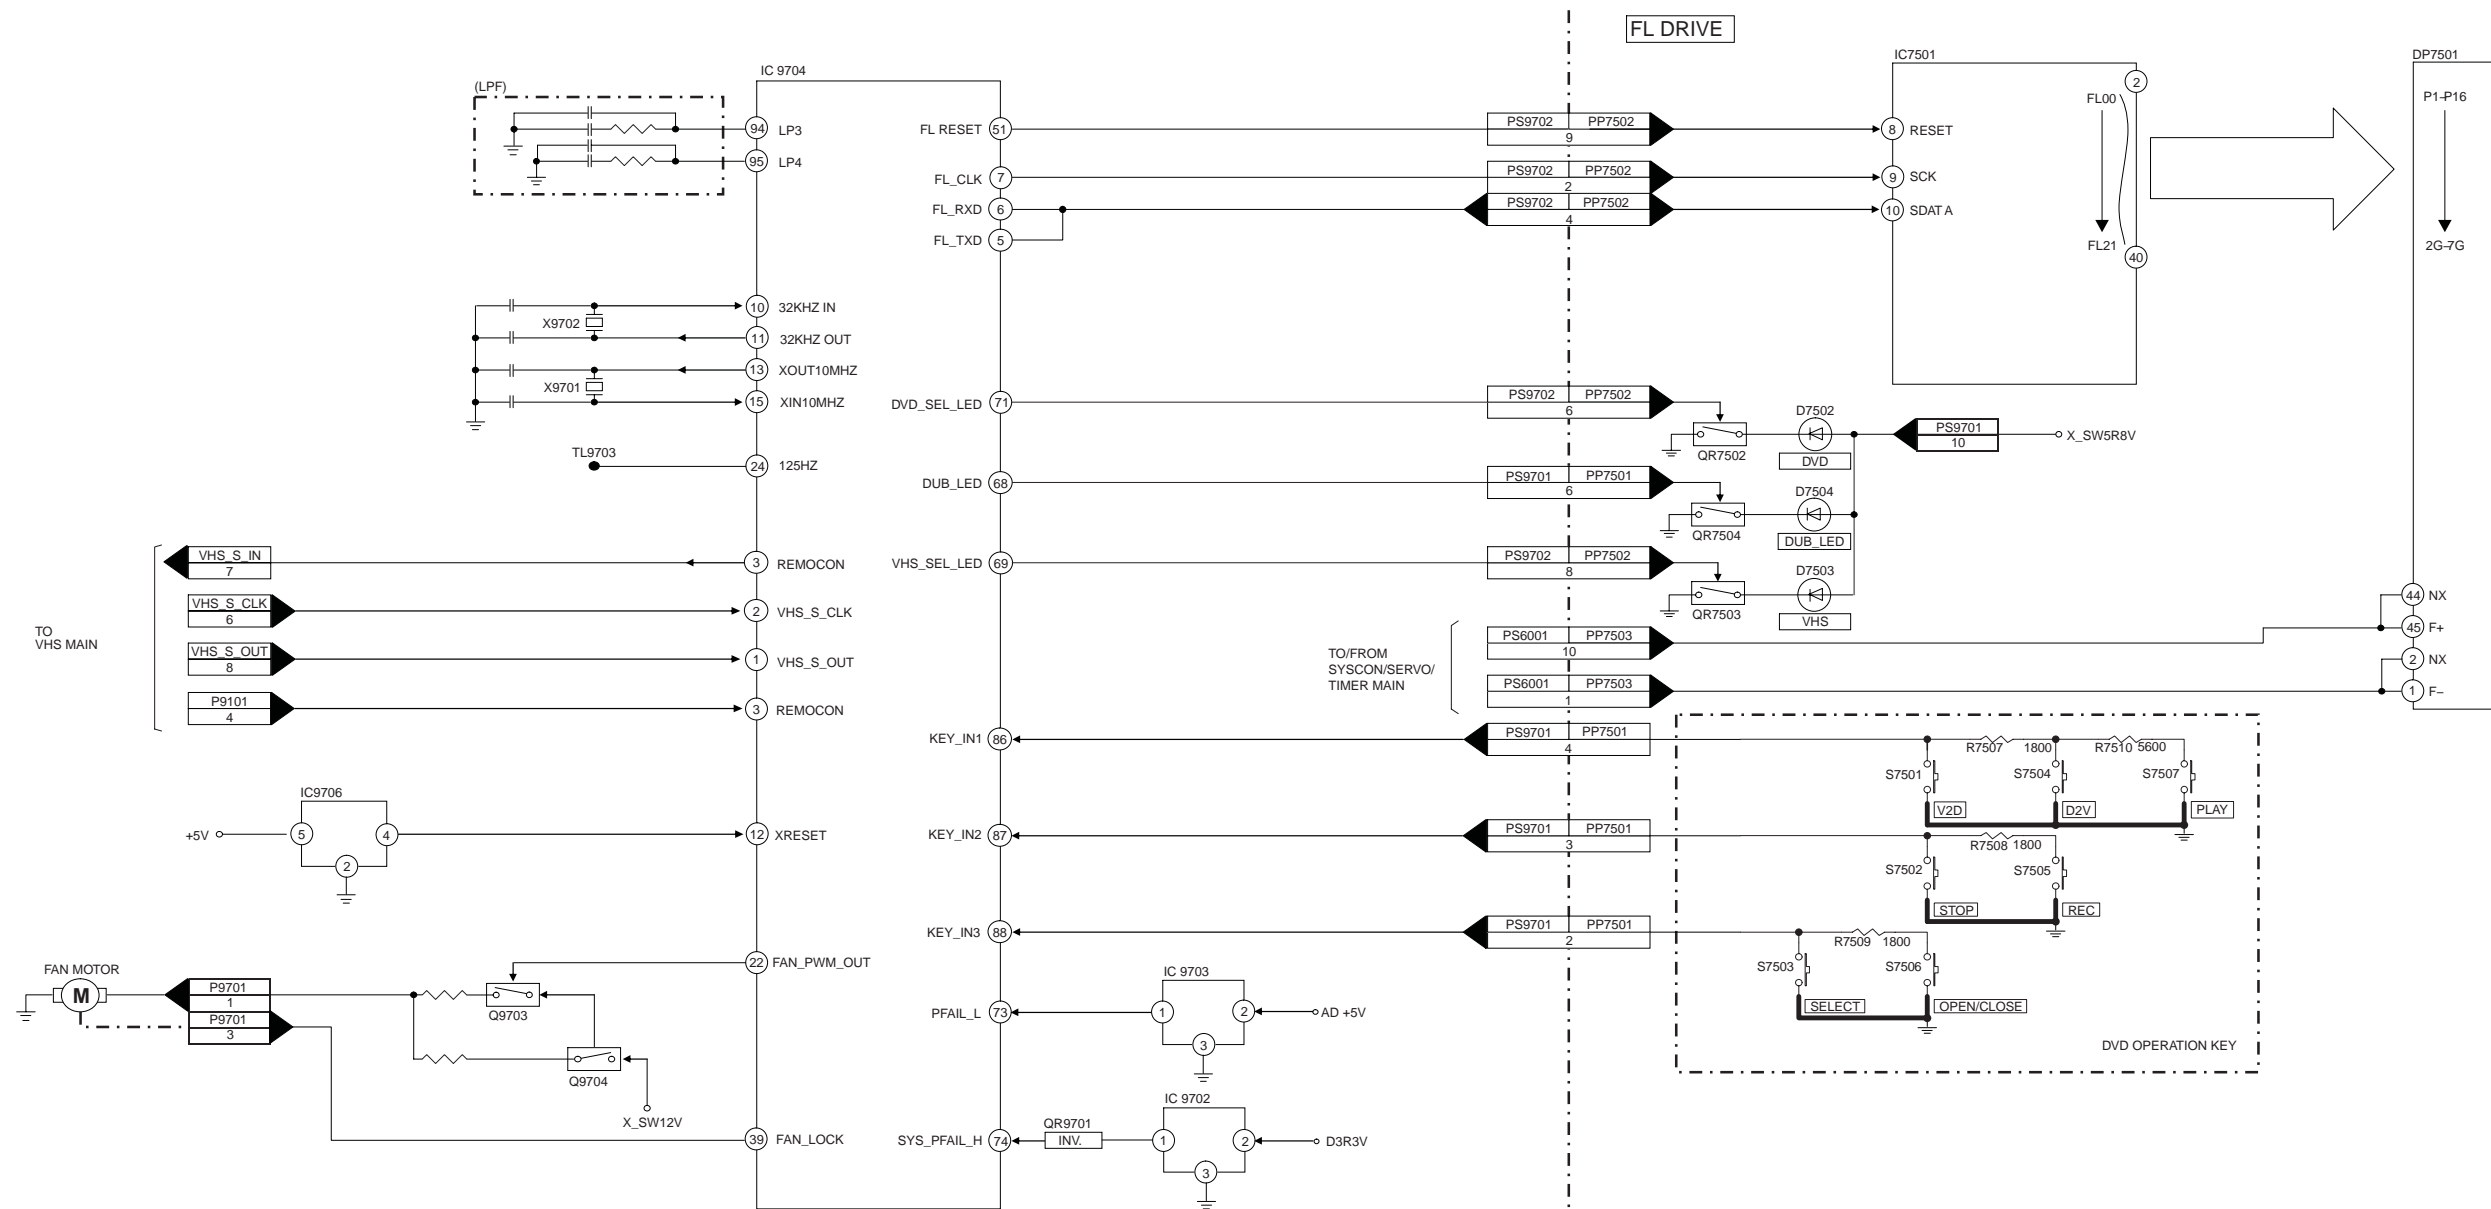 FL DRIVE
(LPF)
IC 9704
94 LP3
95 LP4
10 32KHZ IN
X9702
11 32KHZ OUT
13 XOUT10MHZ
X9701
15 XIN10MHZ
TL9703
24 125HZ
TO
VHS MAIN
VHS_S_IN
7
3 REMOCON
VHS_S_CLK
6
2 VHS_S_CLK
VHS_S_OUT
8
1 VHS_S_OUT
P9101
4
3 REMOCON
IC9706
+5V
5
4
2
12 XRESET
FAN MOTOR
M
P9701
1
P9701
3
Q9703
Q9704
X_SW12V
22 FAN_PWM_OUT
39 FAN_LOCK
FL RESET 51
FL_CLK 7
FL_RXD 6
FL_TXD 5
DVD_SEL_LED 71
DUB_LED 68
VHS_SEL_LED 69
KEY_IN1 86
KEY_IN2 87
KEY_IN3 88
PFAIL_L 73
SYS_PFAIL_H 74
IC 9703
1
2
3
AD +5V
IC 9702
QR9701
INV.
1
2
3
D3R3V
PS9702 PP7502
9
PS9702 PP7502
2
PS9702 PP7502
4
PS9702 PP7502
6
PS9701 PP7501
6
PS9702 PP7502
8
TO/FROM
SYSCON/SERVO/
TIMER MAIN
PS6001 PP7503
10
PS6001 PP7503
1
PS9701 PP7501
4
PS9701 PP7501
3
PS9701 PP7501
2
IC7501
8 RESET
9 SCK
10 SDATA
2
FL00
FL21
40
DP7501
P1-P16
2G-7G
44 NX
45 F+
2 NX
1 F–
QR7502
D7502
DVD
PS9701
10
X_SW5R8V
QR7504
D7504
DUB_LED
QR7503
D7503
VHS
R7507 1800
R7510 5600
S7501
S7504
S7507
V2D
D2V
PLAY
R7508 1800
S7502
S7505
STOP
REC
R7509 1800
S7503
S7506
SELECT
OPEN/CLOSE
DVD OPERATION KEY